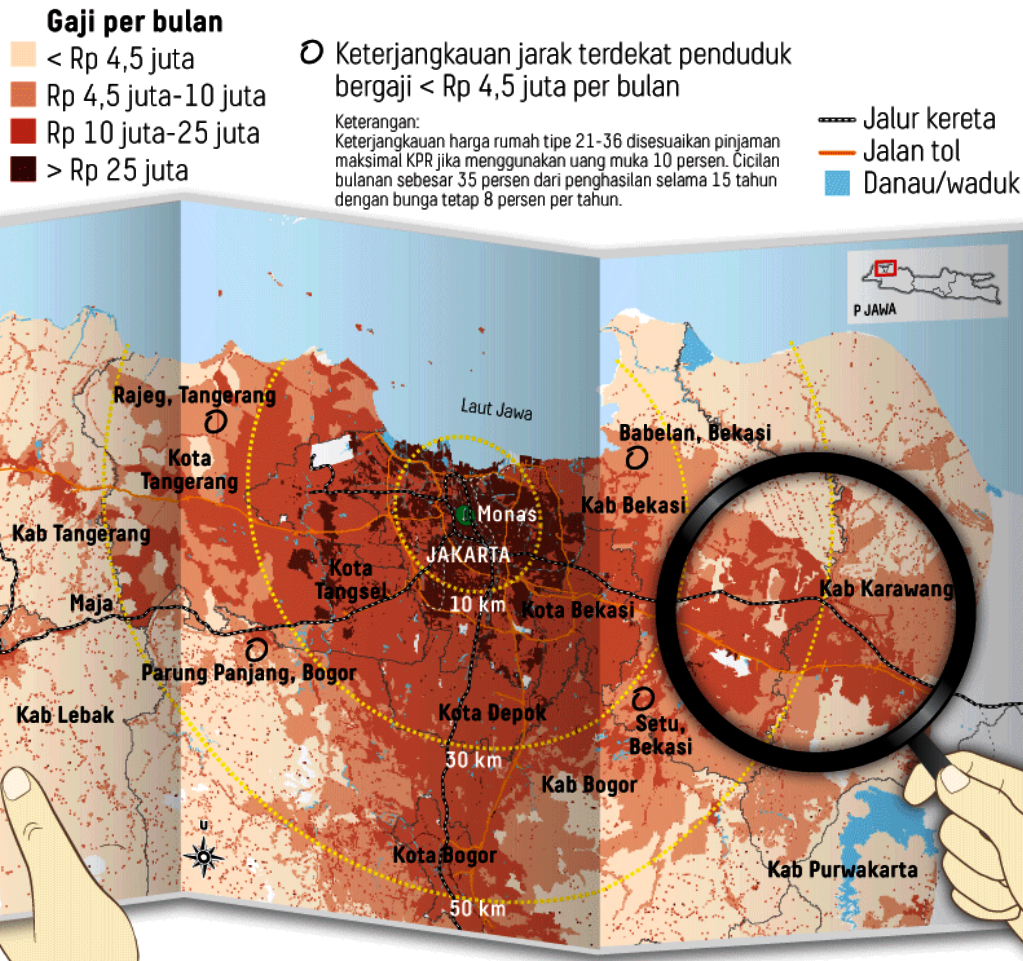 Gaji per bulan
< Rp 4,5 juta
Rp 4,5 juta-10 juta
Rp 10 juta-25 juta
> Rp 25 juta
Keterjangkauan jarak terdekat penduduk
bergaji < Rp 4,5 juta per bulan
Keterangan:
Keterjangkauan harga rumah tipe 21-36 disesuaikan pinjaman
maksimal KPR jika menggunakan uang muka 10 persen. Cicilan
bulanan sebesar 35 persen dari penghasilan selama 15 tahun
dengan bunga tetap 8 persen per tahun.
Jalur kereta
Jalan tol
Danau/waduk
P JAWA
Rajeg, Tangerang
Laut Jawa
Babelan, Bekasi
Kota
Tangerang
Kab Bekasi
Monas
Kab Tangerang
JAKARTA
Kota
Tangsel
Kab Karawang
Maja
10 km
Kota Bekasi
Parung Panjang, Bogor
Kab Lebak
Kota Depok
Setu,
Bekasi
30 km
Kab Bogor
U
Kota Bogor
Kab Purwakarta
50 km